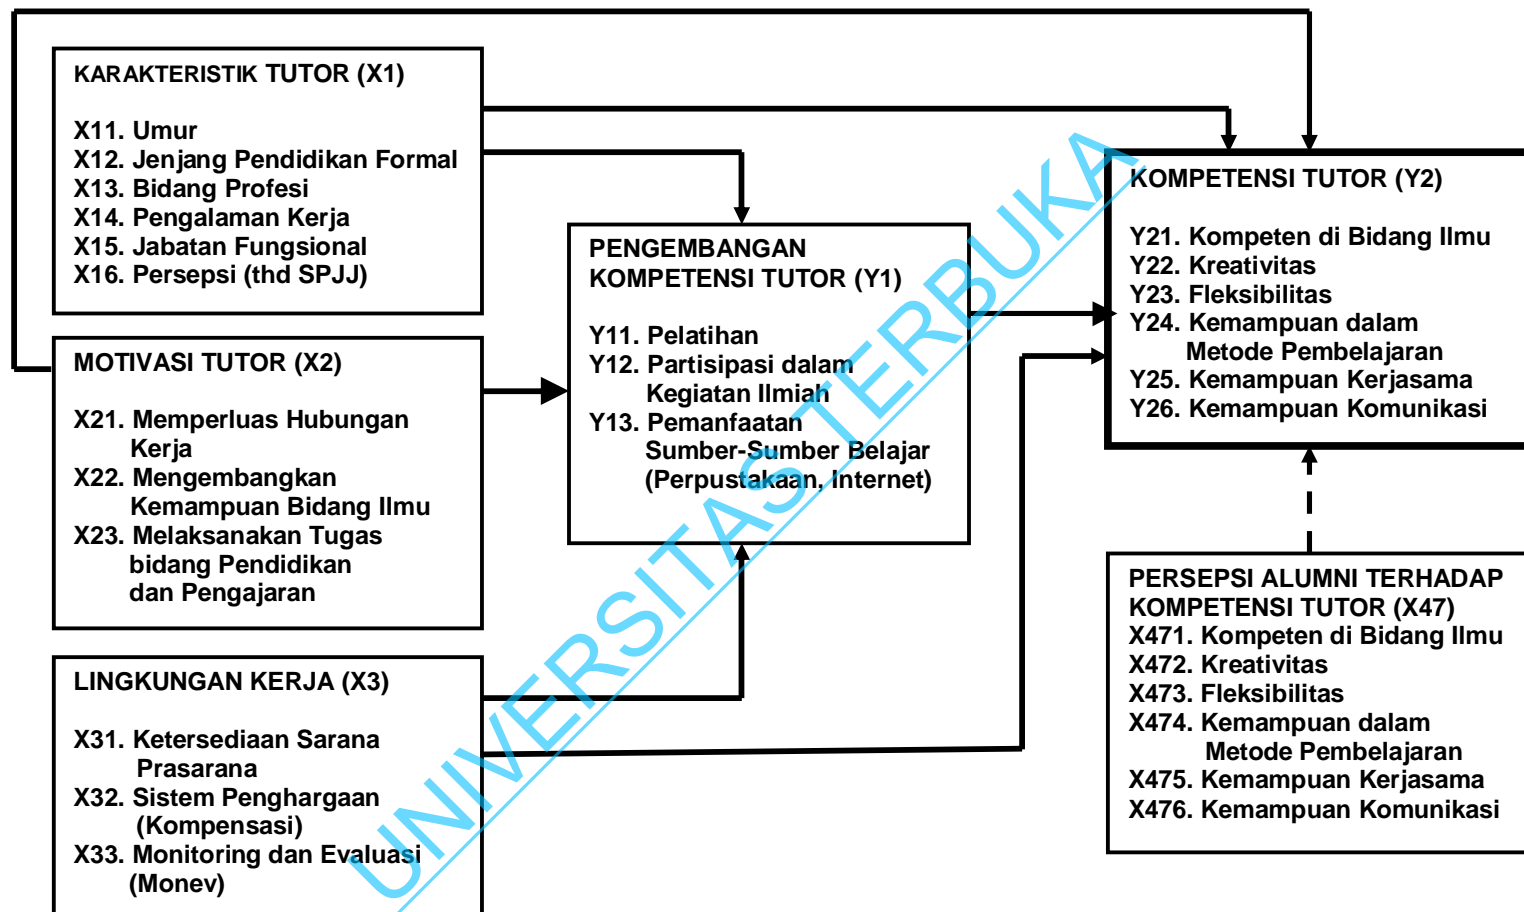 KARAKTERISTIK TUTOR (X1)
X11. Umur
X12. Jenjang Pendidikan Formal
X13. Bidang Profesi
X14. Pengalaman Kerja
X15. Jabatan Fungsional
X16. Persepsi (thd SPJJ)
MOTIVASI TUTOR (X2)
X21. Memperluas Hubungan
Kerja
X22. Mengembangkan
Kemampuan Bidang Ilmu
X23. Melaksanakan Tugas
bidang Pendidikan
dan Pengajaran
LINGKUNGAN KERJA (X3)
X31. Ketersediaan Sarana
Prasarana
X32. Sistem Penghargaan
(Kompensasi)
X33. Monitoring dan Evaluasi
(Monev)
PENGEMBANGAN
KOMPETENSI TUTOR (Y1)
Y11. Pelatihan
Y12. Partisipasi dalam
Kegiatan Ilmiah
Y13. Pemanfaatan
Sumber-Sumber Belajar
(Perpustakaan, Internet)
KOMPETENSI TUTOR (Y2)
Y21. Kompeten di Bidang Ilmu
Y22. Kreativitas
Y23. Fleksibilitas
Y24. Kemampuan dalam
Metode Pembelajaran
Y25. Kemampuan Kerjasama
Y26. Kemampuan Komunikasi
PERSEPSI ALUMNI TERHADAP
KOMPETENSI TUTOR (X47)
X471. Kompeten di Bidang Ilmu
X472. Kreativitas
X473. Fleksibilitas
X474. Kemampuan dalam
Metode Pembelajaran
X475. Kemampuan Kerjasama
X476. Kemampuan Komunikasi
UNIVERSITAS TERBUKA